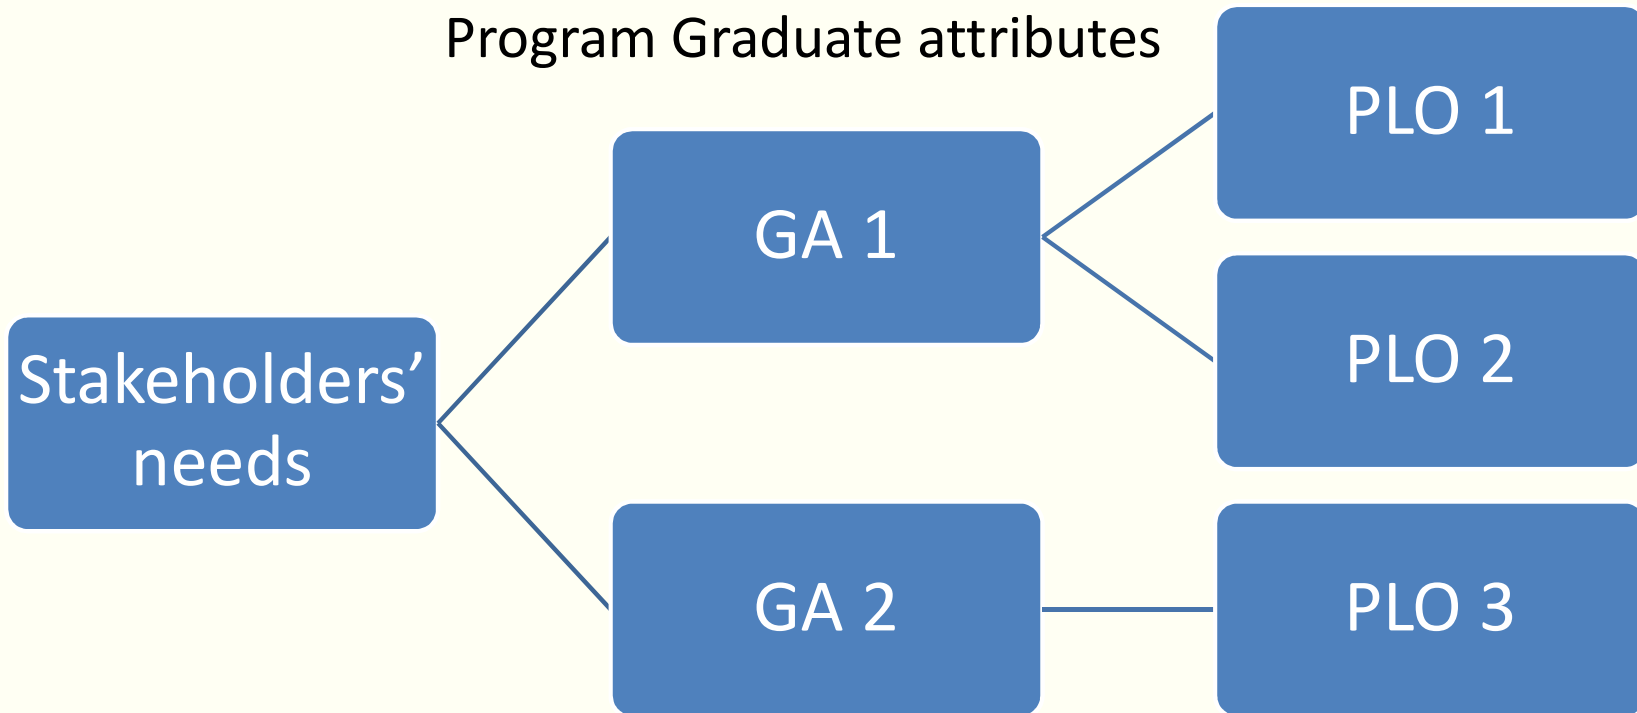 Program Graduate attributes
PLO 1
GA 1
PLO 2
Stakeholders’
needs
GA 2
PLO 3